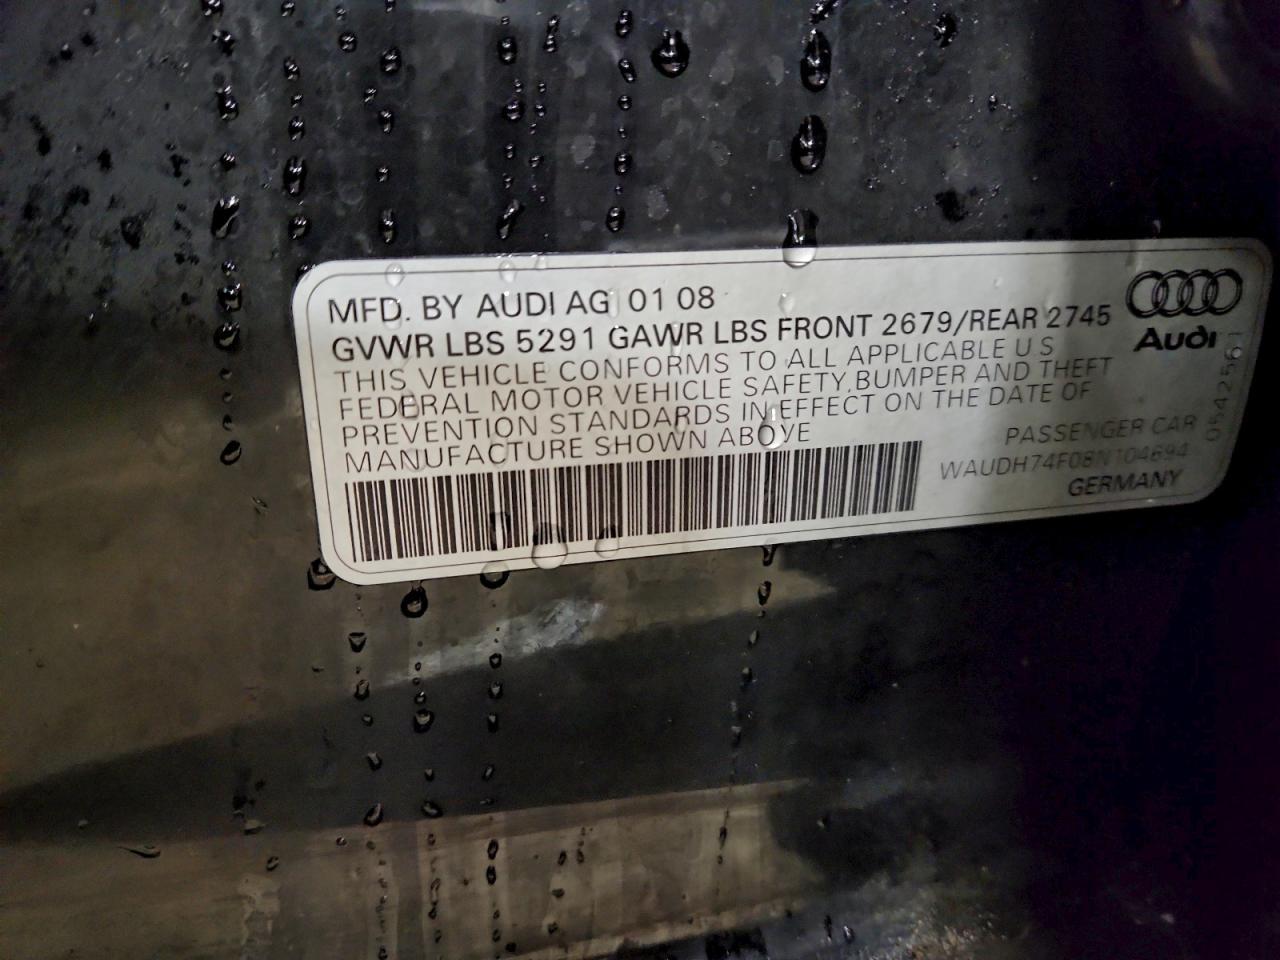 MFD. BY AUDI AG 01 08
GVWR LBS 5291 GAWR LBS FRONT 2679/REAR 2745
THIS VEHICLE CONFORMS TO ALL APPLICABLE U S
FEDERAL MOTOR VEHICLE SAFETY, BUMPER AND THEFT
PREVENTION STANDARDS IN EFFECT ON THE DATE OF
MANUFACTURE SHOWN ABOVE
Audi
PASSENGER CAR
WAUDH74F08N104694
GERMANY